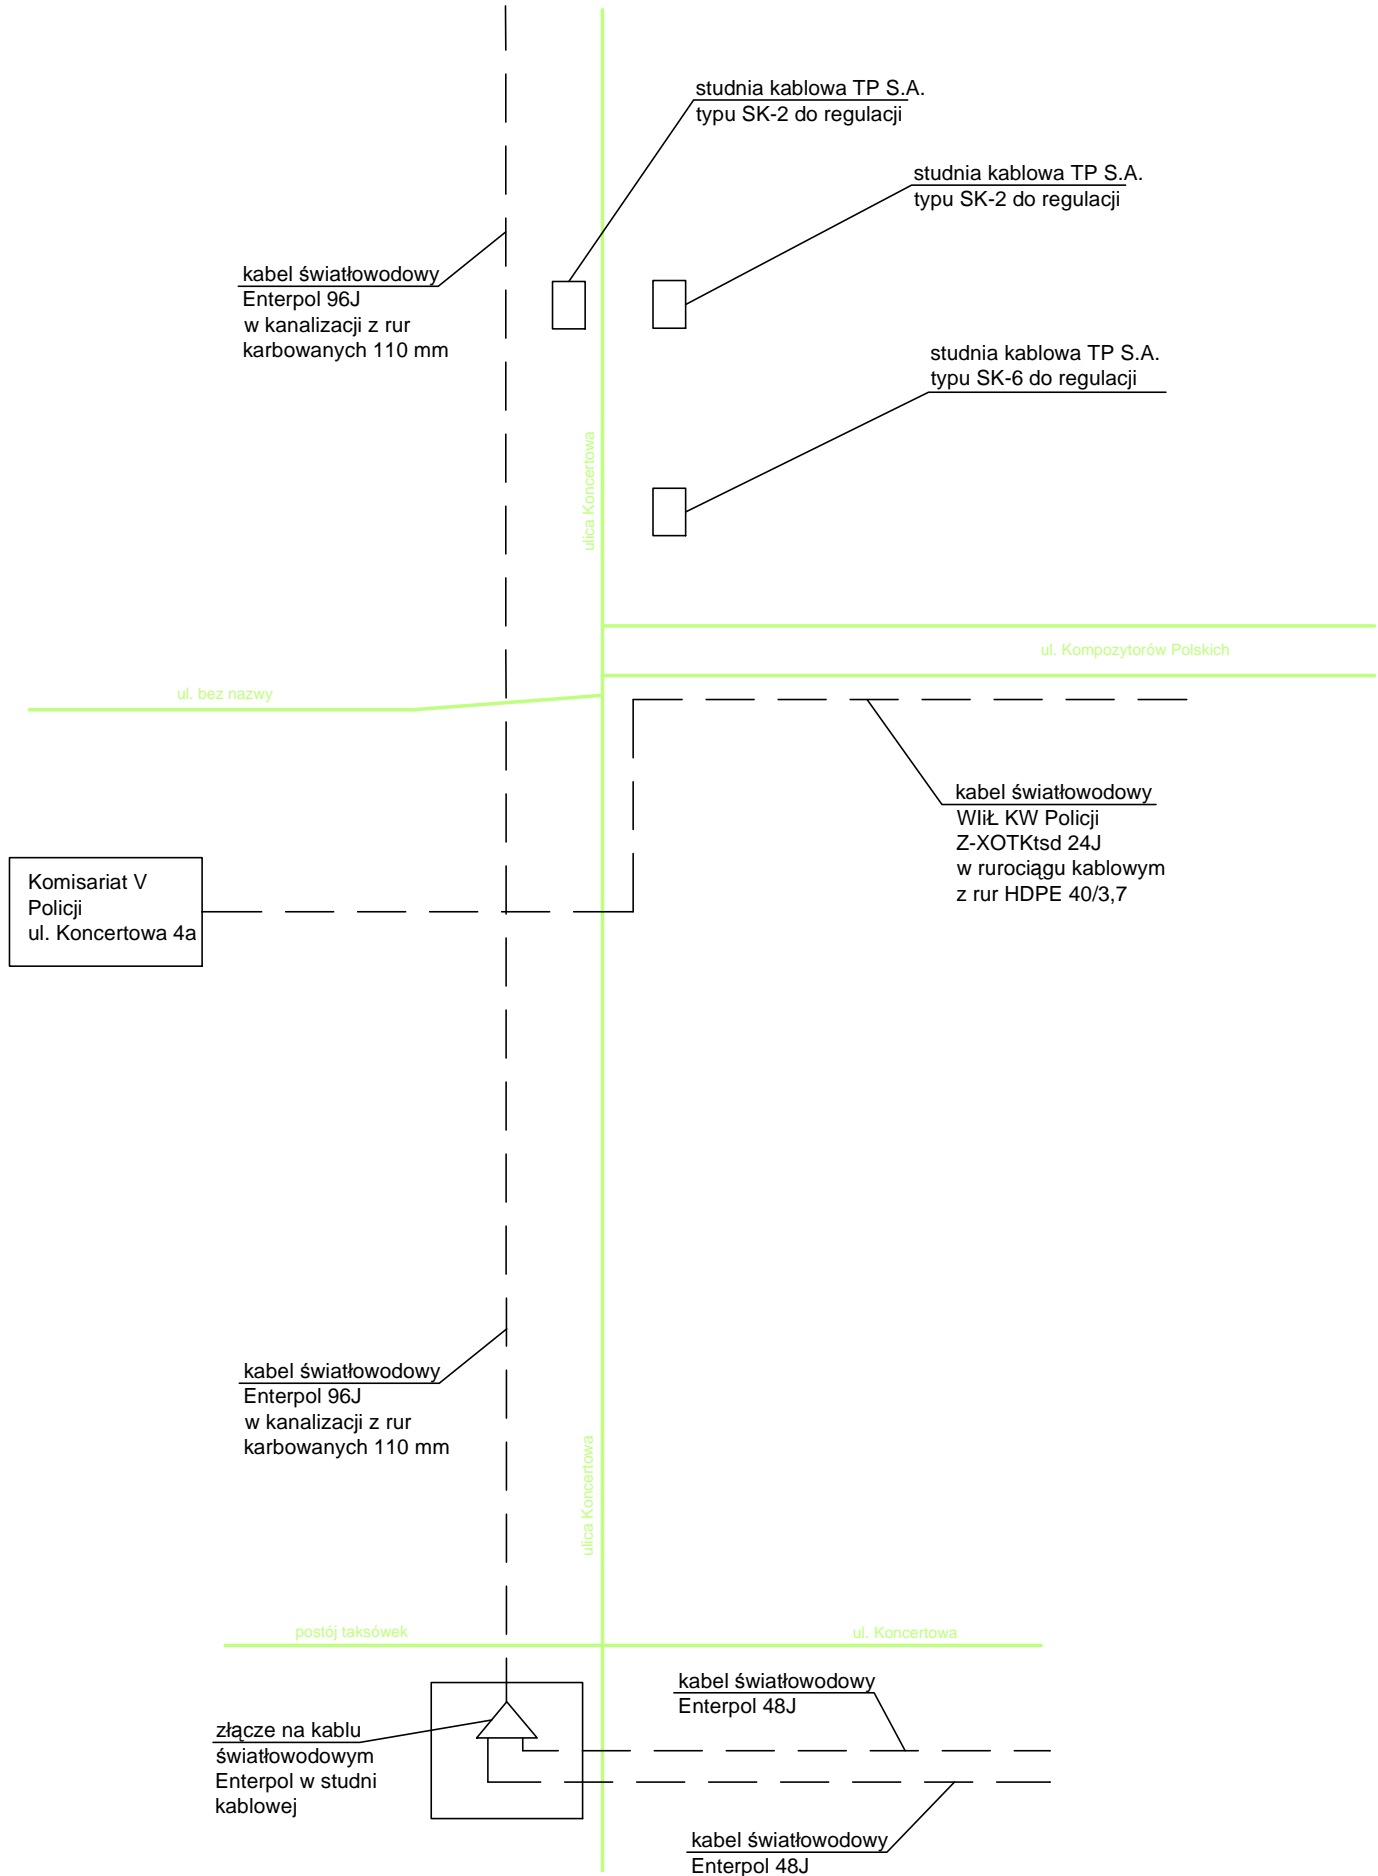 studnia kablowa TP S.A.
typu SK-2 do regulacji
studnia kablowa TP S.A.
typu SK-2 do regulacji
kabel światłowodowy
Enterpol 96J
w kanalizacji z rur
karbowanych 110 mm
studnia kablowa TP S.A.
typu SK-6 do regulacji
ulica Koncertowa
ul. Kompozytorów Polskich
ul. bez nazwy
kabel światłowodowy
WIiŁ KW Policji
Z-XOTKtsd 24J
w rurociągu kablowym
z rur HDPE 40/3,7
Komisariat V
Policji
ul. Koncertowa 4a
kabel światłowodowy
Enterpol 96J
w kanalizacji z rur
karbowanych 110 mm
ulica Koncertowa
postój taksówek
ul. Koncertowa
kabel światłowodowy
Enterpol 48J
złącze na kablu
światłowodowym
Enterpol w studni
kablowej
kabel światłowodowy
Enterpol 48J